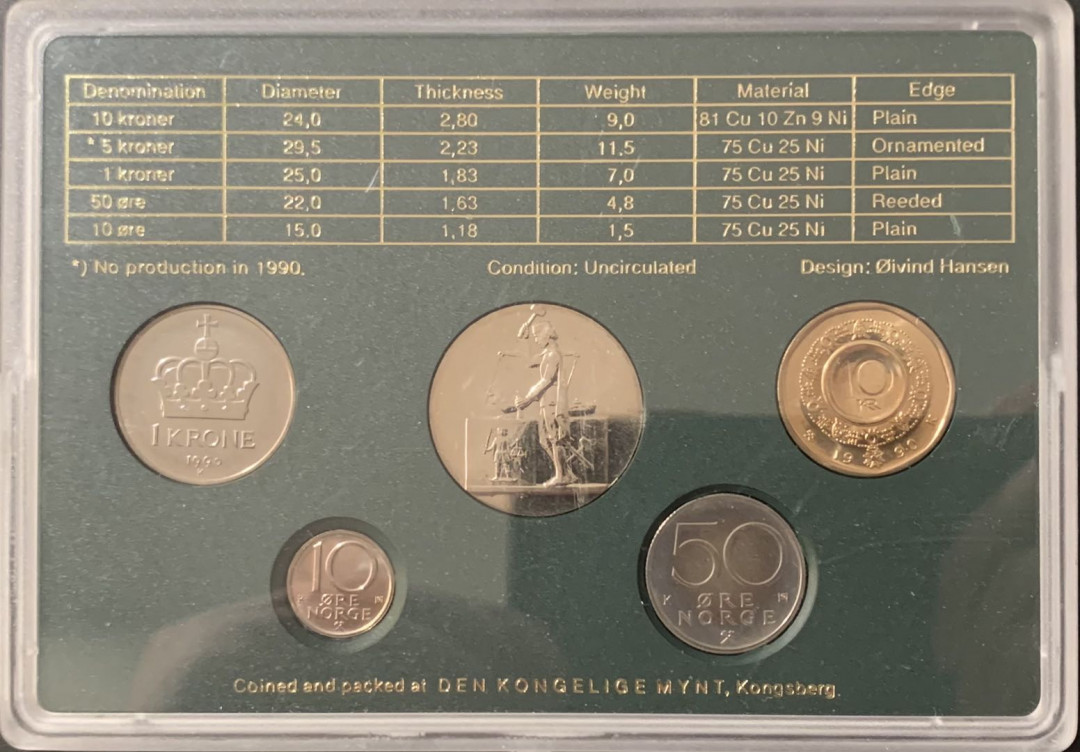 Denomination Diameter Thickness Weight Material Edge
10 kroner 24,0 2,80 9,0 81 Cu 10 Zn 9 Ni Plain
* 5 kroner 29,5 2,23 11,5 75 Cu 25 Ni Ornamented
1 kroner 25,0 1,83 7,0 75 Cu 25 Ni Plain
50 øre 22,0 1,63 4,8 75 Cu 25 Ni Reeded
10 øre 15,0 1,18 1,5 75 Cu 25 Ni Plain
*) No production in 1990. Condition: Uncirculated Design: Øivind Hansen
1 KRONE
1990
10
KR.
1990
10
ØRE
NORGE
50
K
ØRE
NORGE
Coined and packed at DEN KONGELIGE MYNT, Kongsberg.